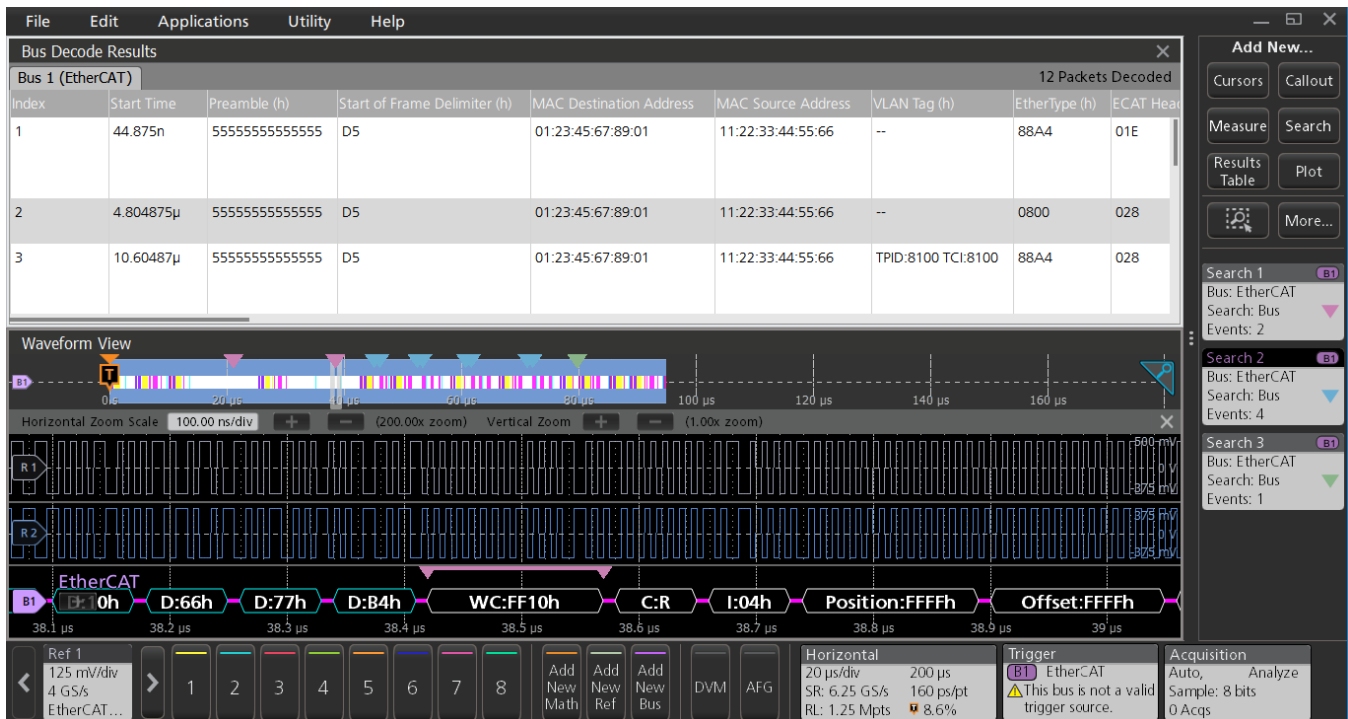 File Edit Applications Utility Help
Bus Decode Results
Bus 1 (EtherCAT) 12 Packets Decoded
Index Start Time Preamble (h) Start of Frame Delimiter (h) MAC Destination Address MAC Source Address VLAN Tag (h) EtherType (h) ECAT Head
1 44.875n 55555555555555 D5 01:23:45:67:89:01 11:22:33:44:55:66 -- 88A4 01E
2 4.804875µ 55555555555555 D5 01:23:45:67:89:01 11:22:33:44:55:66 -- 0800 028
3 10.60487µ 55555555555555 D5 01:23:45:67:89:01 11:22:33:44:55:66 TPID:8100 TCI:8100 88A4 028
Waveform View
T
B1
0 s 20 µs 40 µs 60 µs 80 µs 100 µs 120 µs 140 µs 160 µs
Horizontal Zoom Scale 100.00 ns/div + − (200.00x zoom) Vertical Zoom + − (1.00x zoom)
500 mV
R1 0 V
-375 mV
375 mV
R2 0 V
-375 mV
EtherCAT
B1 0h D:66h D:77h D:B4h WC:FF10h C:R I:04h Position:FFFFh Offset:FFFFh
38.1 µs 38.2 µs 38.3 µs 38.4 µs 38.5 µs 38.6 µs 38.7 µs 38.8 µs 38.9 µs 39 µs
Add New...
Cursors Callout
Measure Search
Results Table Plot
More...
Search 1 B1
Bus: EtherCAT
Search: Bus
Events: 2
Search 2 B1
Bus: EtherCAT
Search: Bus
Events: 4
Search 3 B1
Bus: EtherCAT
Search: Bus
Events: 1
Ref 1
125 mV/div
4 GS/s
EtherCAT...
1 2 3 4 5 6 7 8
Add New Math
Add New Ref
Add New Bus
DVM AFG
Horizontal
20 µs/div 200 µs
SR: 6.25 GS/s 160 ps/pt
RL: 1.25 Mpts 8.6%
Trigger
B1 EtherCAT
This bus is not a valid
trigger source.
Acquisition
Auto, Analyze
Sample: 8 bits
0 Acqs